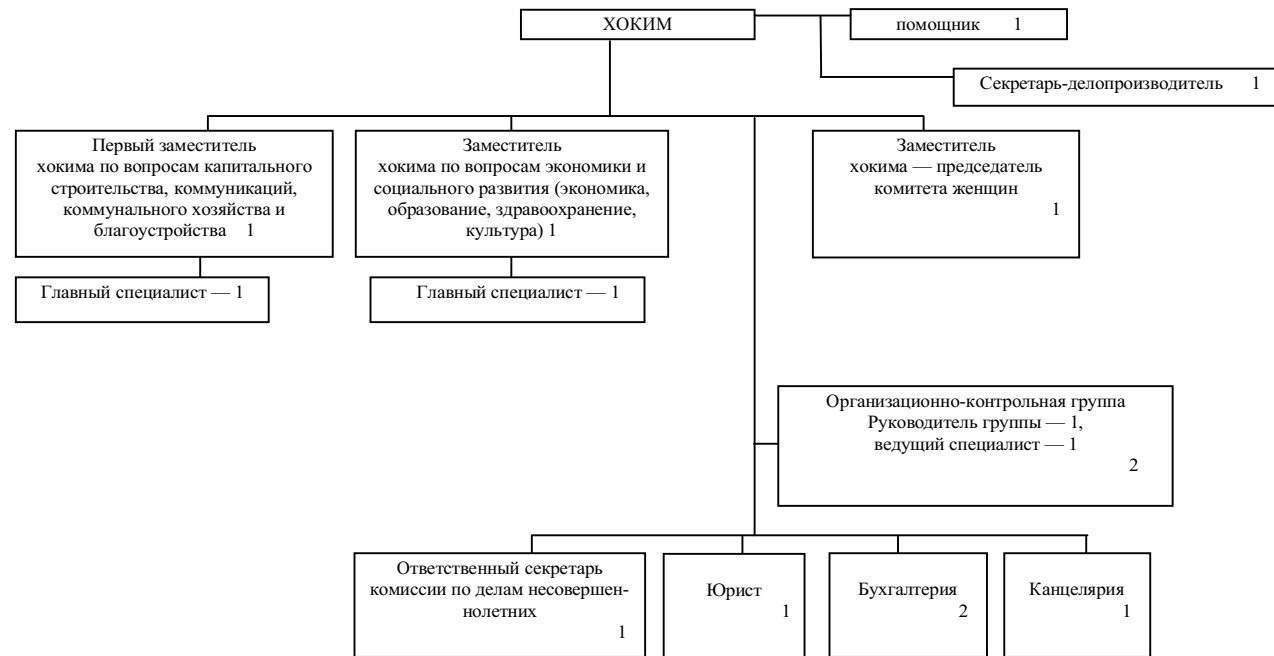 ХОКИМ
помощник 1
Секретарь-делопроизводитель 1
Первый заместитель
хокима по вопросам капитального
строительства, коммуникаций,
коммунального хозяйства и
благоустройства 1
Заместитель
хокима по вопросам экономики и
социального развития (экономика,
образование, здравоохранение,
культура) 1
Заместитель
хокима — председатель
комитета женщин
1
Главный специалист — 1
Главный специалист — 1
Организационно-контрольная группа
Руководитель группы — 1,
ведущий специалист — 1
2
Ответственный секретарь
комиссии по делам несовершен-
нолетних
1
Юрист
1
Бухгалтерия
2
Канцелярия
1